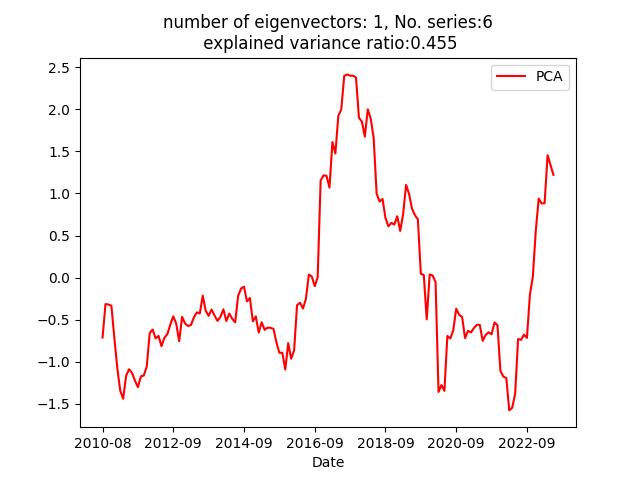 number of eigenvectors: 1, No. series:6
explained variance ratio:0.455
PCA
2.5
2.0
1.5
1.0
0.5
0.0
−0.5
−1.0
−1.5
2010-08 2012-09 2014-09 2016-09 2018-09 2020-09 2022-09
Date